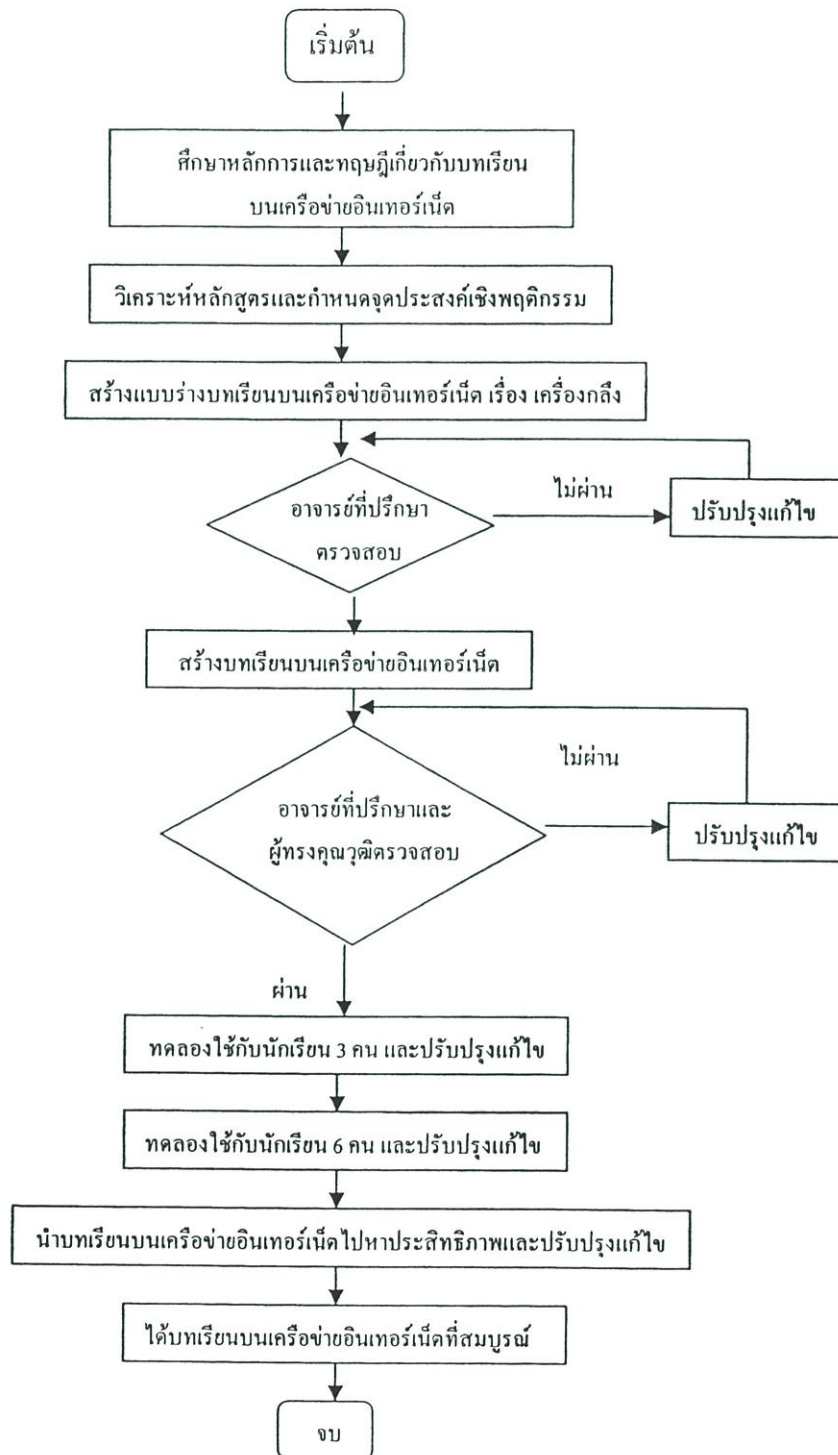 เริ่มต้น
ศึกษาหลักการและทฤษฎีเกี่ยวกับบทเรียน
บนเครือข่ายอินเทอร์เน็ต
วิเคราะห์หลักสูตรและกำหนดจุดประสงค์เชิงพฤติกรรม
สร้างแบบร่างบทเรียนบนเครือข่ายอินเทอร์เน็ต เรื่อง เครื่องกลึง
อาจารย์ที่ปรึกษา
ตรวจสอบ
ไม่ผ่าน
ปรับปรุงแก้ไข
สร้างบทเรียนบนเครือข่ายอินเทอร์เน็ต
อาจารย์ที่ปรึกษาและ
ผู้ทรงคุณวุฒิตรวจสอบ
ไม่ผ่าน
ปรับปรุงแก้ไข
ผ่าน
ทดลองใช้กับนักเรียน 3 คน และปรับปรุงแก้ไข
ทดลองใช้กับนักเรียน 6 คน และปรับปรุงแก้ไข
นำบทเรียนบนเครือข่ายอินเทอร์เน็ตไปหาประสิทธิภาพและปรับปรุงแก้ไข
ได้บทเรียนบนเครือข่ายอินเทอร์เน็ตที่สมบูรณ์
จบ